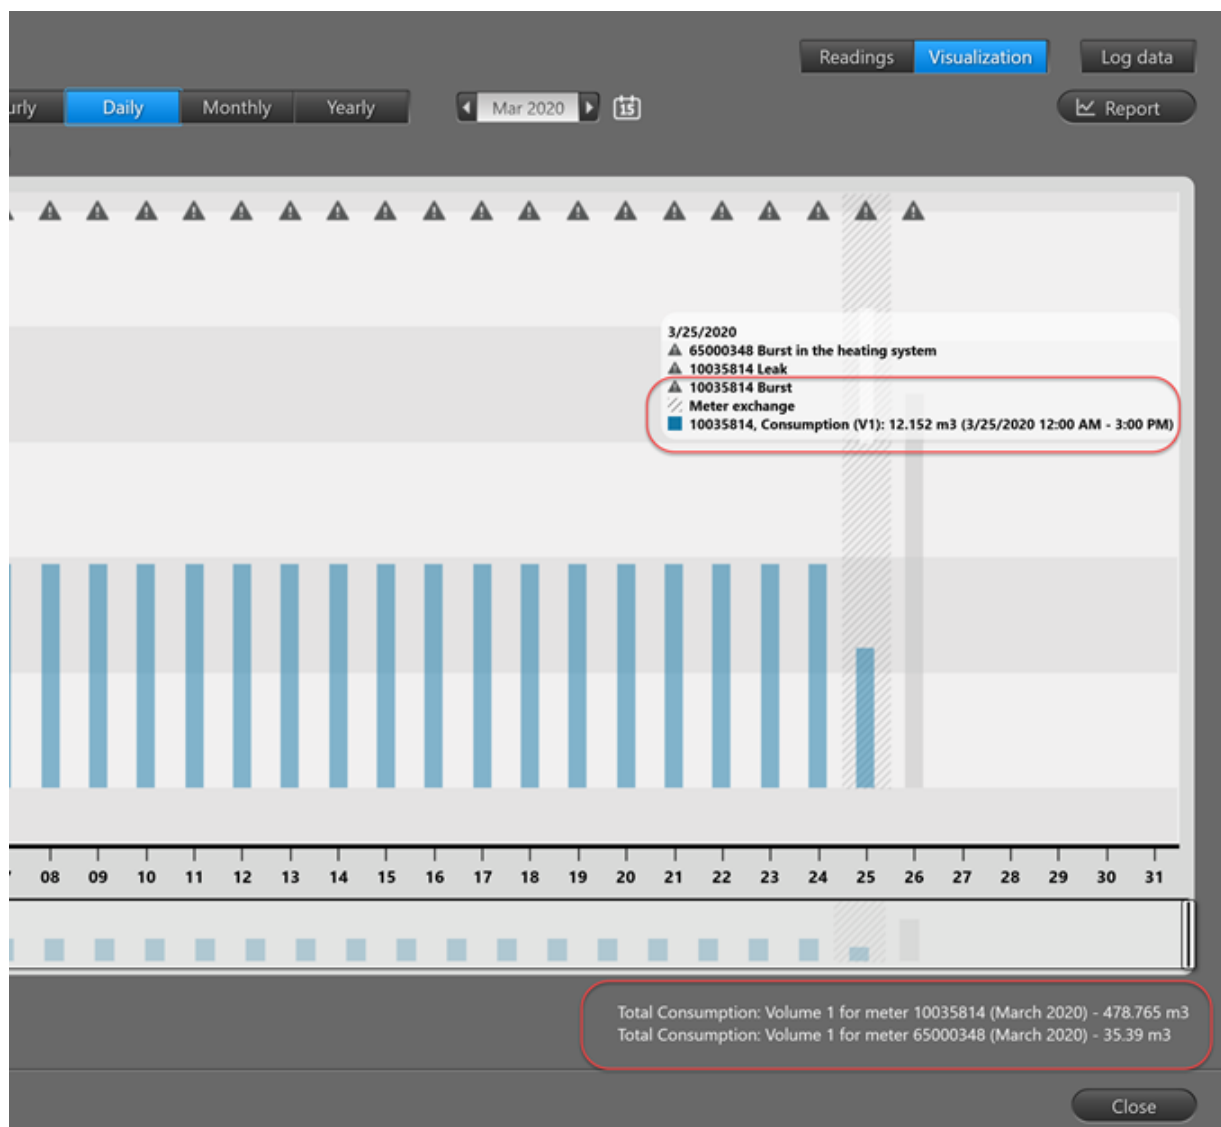 Readings Visualization Log data
urly Daily Monthly Yearly Mar 2020 15 Report
3/25/2020
65000348 Burst in the heating system
10035814 Leak
10035814 Burst
Meter exchange
10035814, Consumption (V1): 12.152 m3 (3/25/2020 12:00 AM - 3:00 PM)
08 09 10 11 12 13 14 15 16 17 18 19 20 21 22 23 24 25 26 27 28 29 30 31
Total Consumption: Volume 1 for meter 10035814 (March 2020) - 478.765 m3
Total Consumption: Volume 1 for meter 65000348 (March 2020) - 35.39 m3
Close